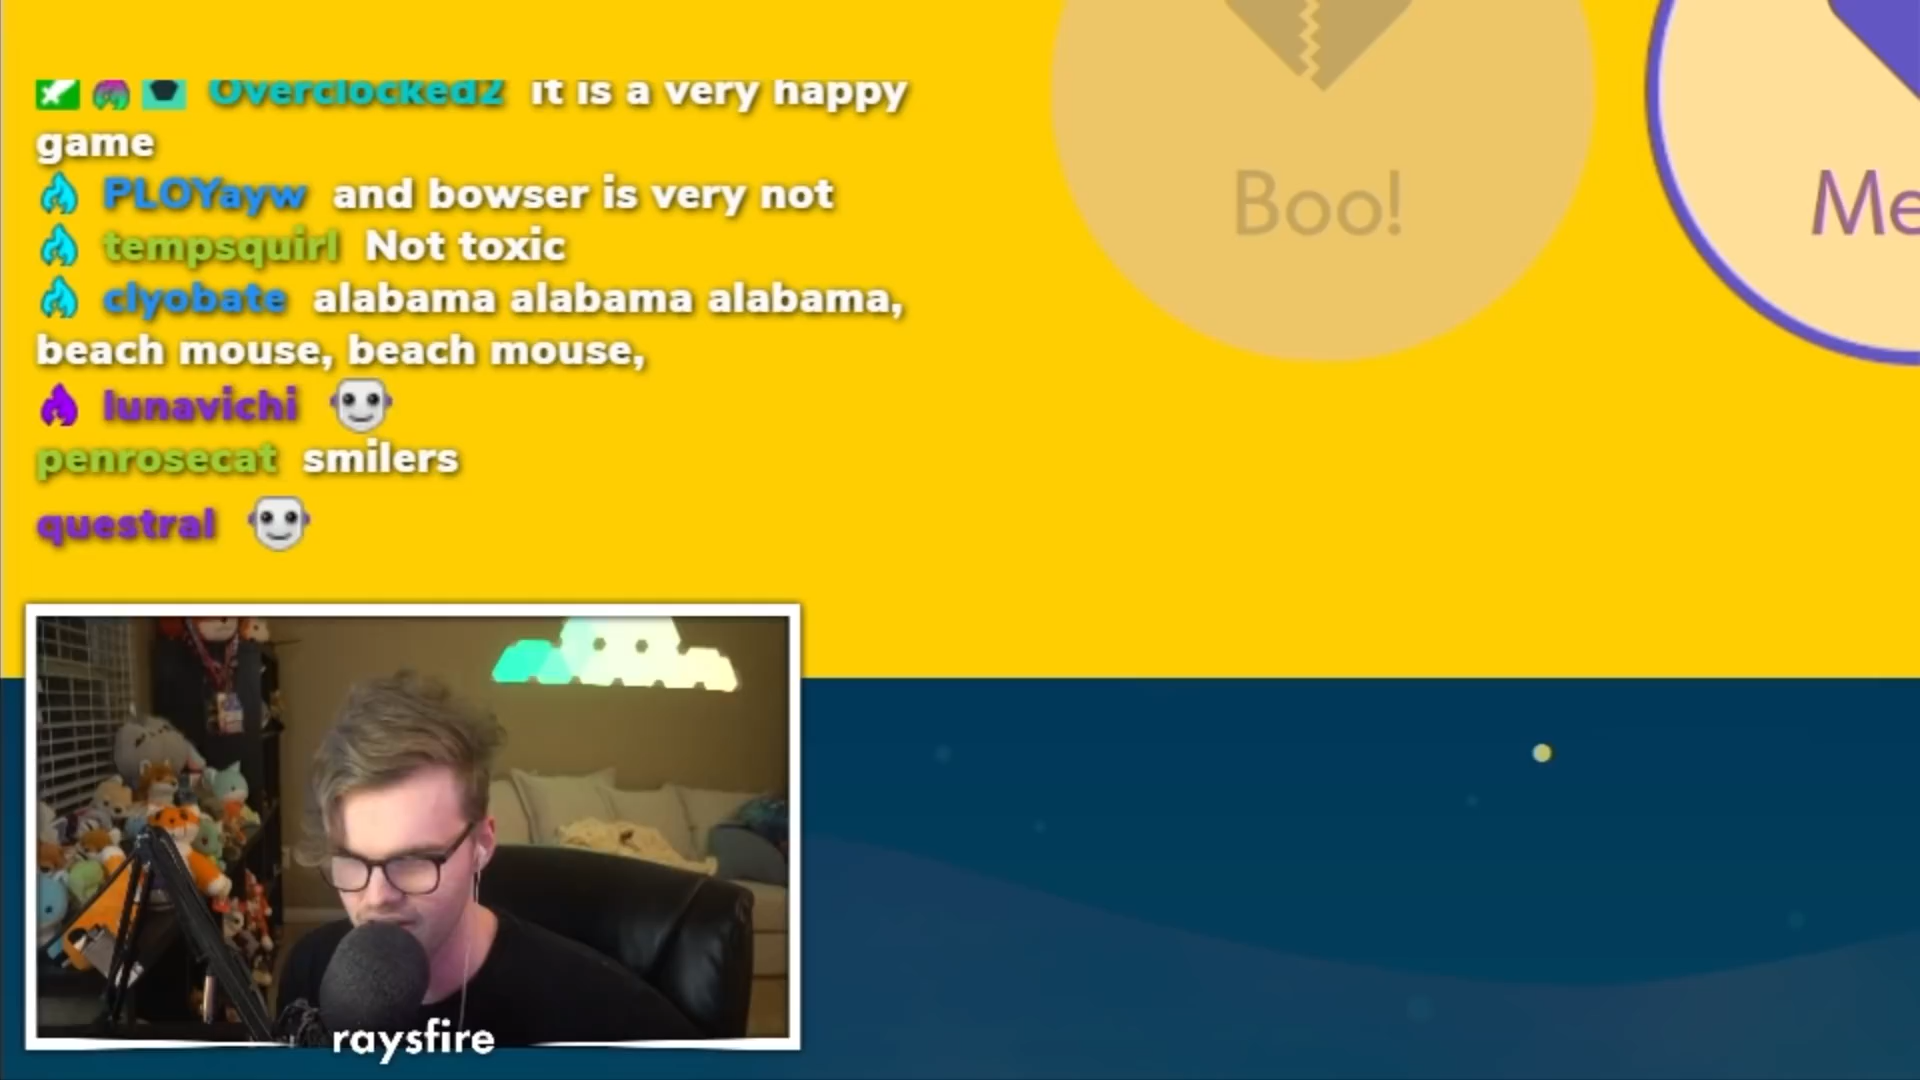 Overclocked2 it is a very happy
game
PLOYayw and bowser is very not
tempsquirl Not toxic
clyobate alabama alabama alabama,
beach mouse, beach mouse,
lunavichi
penrosecat smilers
questral
Boo!
Me
raysfire